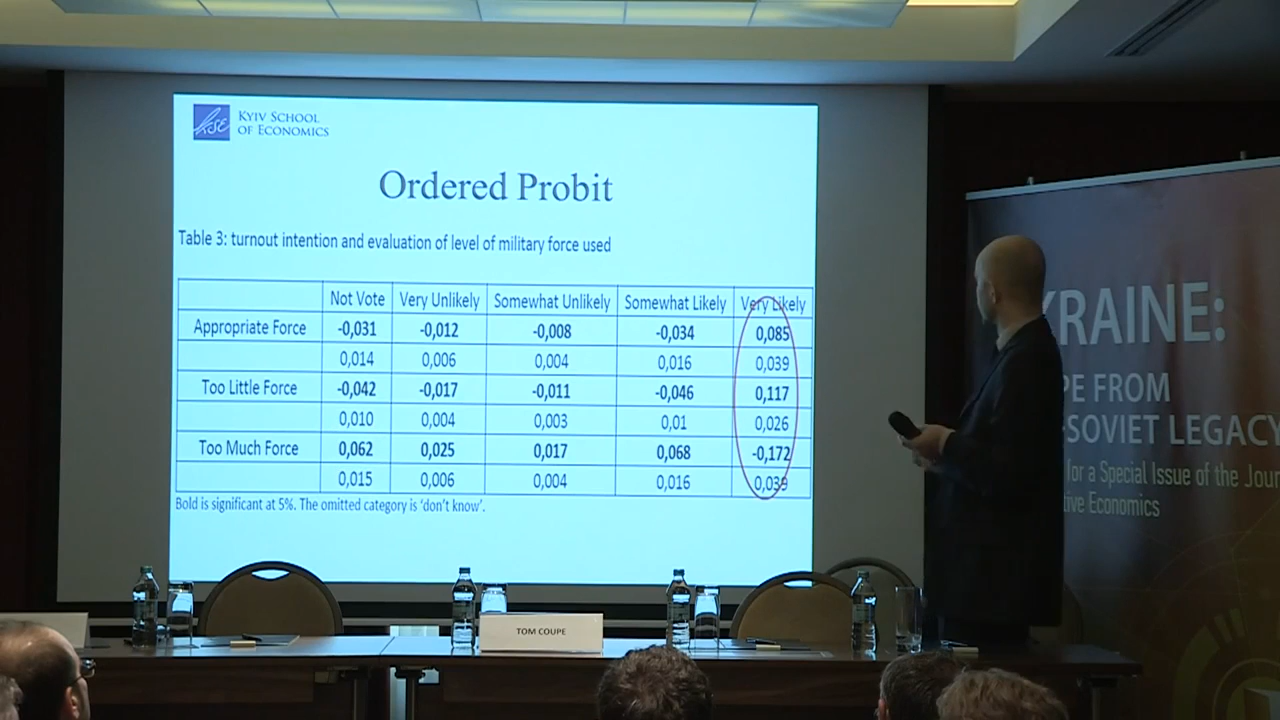 KYIV SCHOOL
OF ECONOMICS
Ordered Probit
Table 3: turnout intention and evaluation of level of military force used
Not Vote Very Unlikely Somewhat Unlikely Somewhat Likely Very Likely
Appropriate Force -0,031 -0,012 -0,008 -0,034 0,085
0,014 0,006 0,004 0,016 0,039
Too Little Force -0,042 -0,017 -0,011 -0,046 0,117
0,010 0,004 0,003 0,01 0,026
Too Much Force 0,062 0,025 0,017 0,068 -0,172
0,015 0,006 0,004 0,016 0,039
Bold is significant at 5%. The omitted category is 'don't know'.
KRAINE:
PE FROM
-SOVIET LEGACY
for a Special Issue of the Jour
tive Economics
TOM COUPE